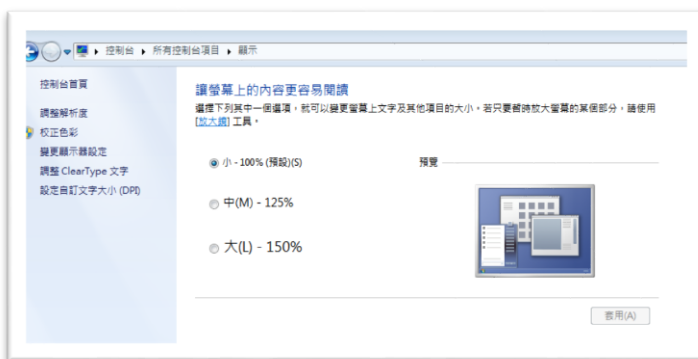 控制台 ▸ 所有控制台項目 ▸ 顯示
控制台首頁
調整解析度
校正色彩
變更顯示器設定
調整 ClearType 文字
設定自訂文字大小 (DPI)
讓螢幕上的內容更容易閱讀
選擇下列其中一個選項，就可以變更螢幕上文字及其他項目的大小。若只要暫時放大螢幕的某個部分，請使用
[放大鏡] 工具。
小 - 100% (預設)(S)
預覽
中(M) - 125%
大(L) - 150%
套用(A)